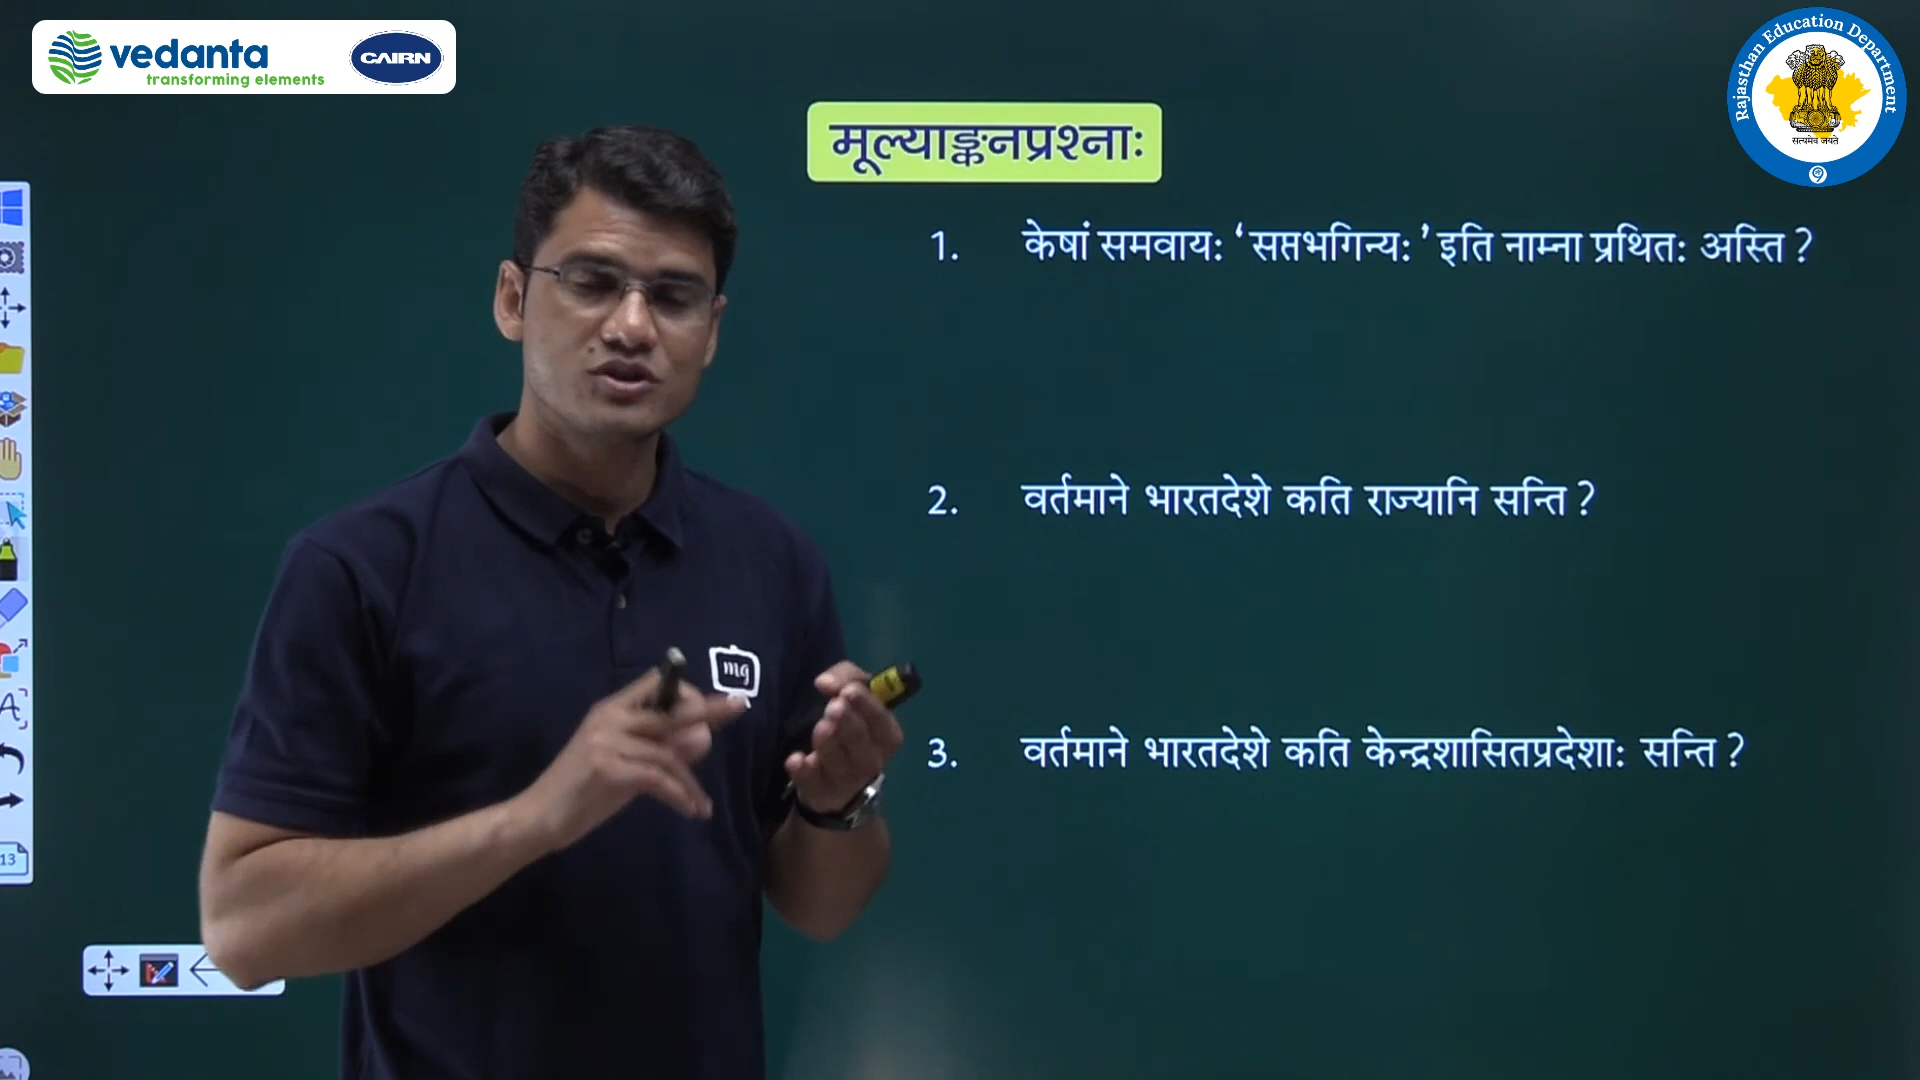 vedanta
transforming elements
CAIRN
Rajasthan Education Department
सत्यमेव जयते
मूल्याङ्कनप्रश्नाः
1. केषां समवायः ‘सप्तभगिन्यः’ इति नाम्ना प्रथितः अस्ति ?
2. वर्तमाने भारतदेशे कति राज्यानि सन्ति ?
3. वर्तमाने भारतदेशे कति केन्द्रशासितप्रदेशाः सन्ति ?
mg
A
13